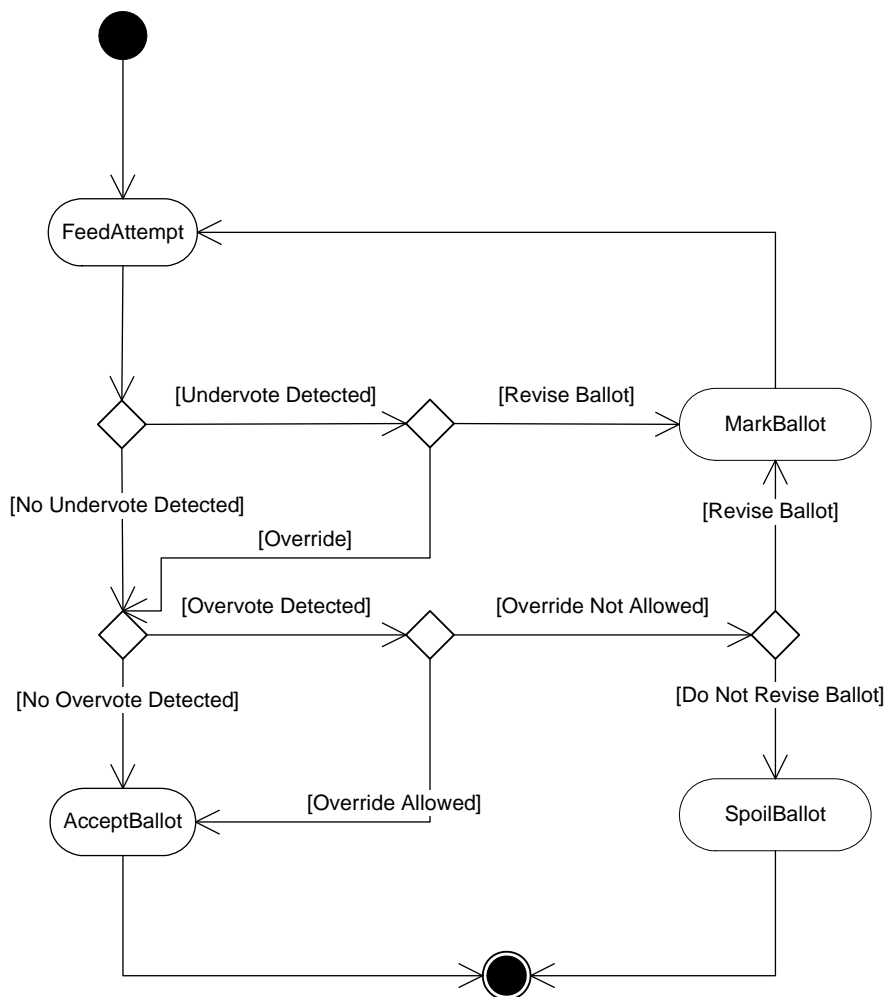 FeedAttempt
[Undervote Detected]
[Revise Ballot]
MarkBallot
[No Undervote Detected]
[Revise Ballot]
[Override]
[Overvote Detected]
[Override Not Allowed]
[No Overvote Detected]
[Do Not Revise Ballot]
[Override Allowed]
AcceptBallot
SpoilBallot